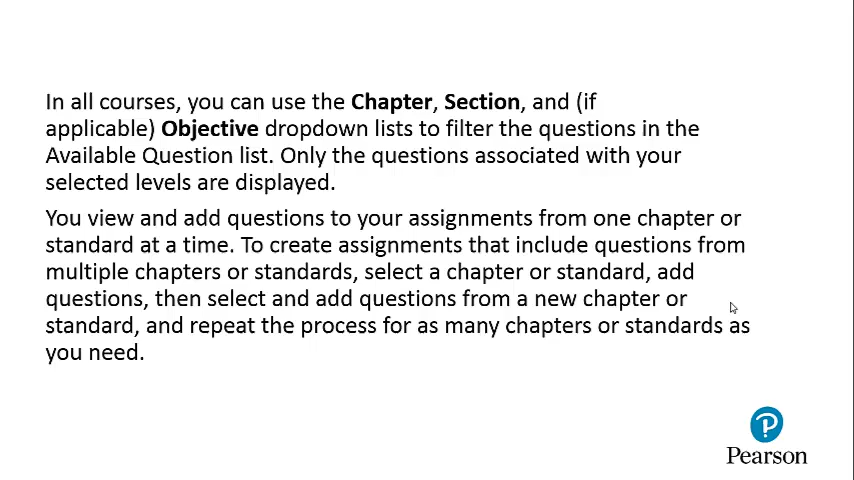 In all courses, you can use the Chapter, Section, and (if
applicable) Objective dropdown lists to filter the questions in the
Available Question list. Only the questions associated with your
selected levels are displayed.
You view and add questions to your assignments from one chapter or
standard at a time. To create assignments that include questions from
multiple chapters or standards, select a chapter or standard, add
questions, then select and add questions from a new chapter or
standard, and repeat the process for as many chapters or standards as
you need.
P
Pearson